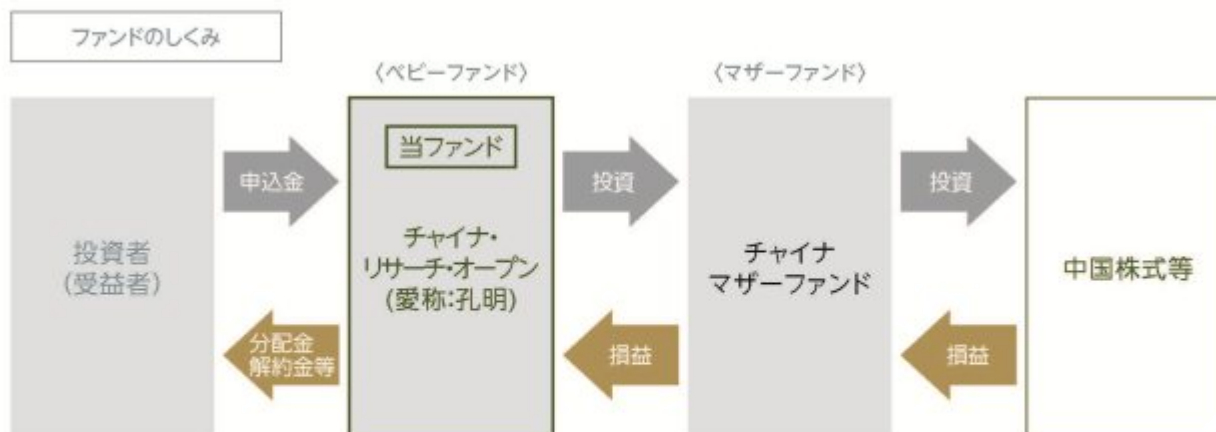 ファンドのしくみ
〈ベビーファンド〉
〈マザーファンド〉
投資者
(受益者)
申込金
分配金
解約金等
当ファンド
チャイナ・
リサーチ・オープン
(愛称:孔明)
投資
損益
チャイナ
マザーファンド
投資
損益
中国株式等